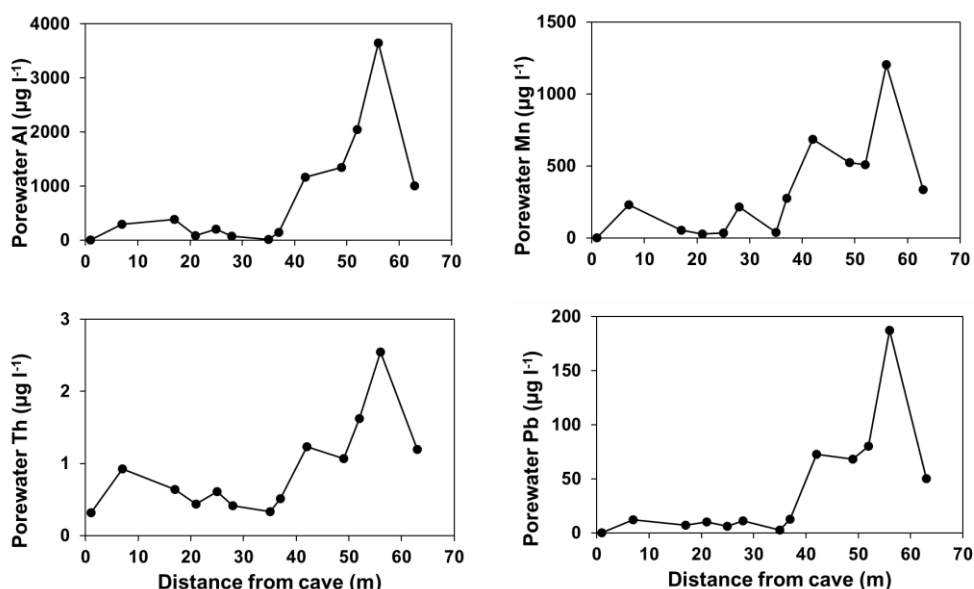 Porewater Al (µg l-1)
4000
3000
2000
1000
0
0 10 20 30 40 50 60 70
Porewater Mn (µg l-1)
1500
1000
500
0
0 10 20 30 40 50 60 70
Porewater Th (µg l-1)
3
2
1
0
0 10 20 30 40 50 60 70
Distance from cave (m)
Porewater Pb (µg l-1)
200
150
100
50
0
0 10 20 30 40 50 60 70
Distance from cave (m)